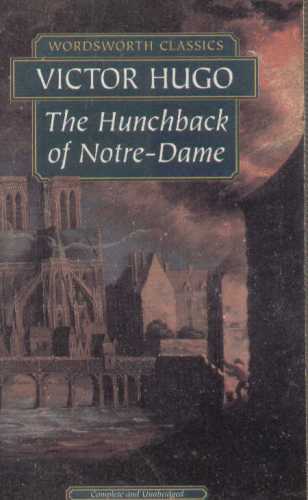 WORDSWORTH CLASSICS
VICTOR HUGO
The Hunchback
of Notre-Dame
Complete and Unabridged